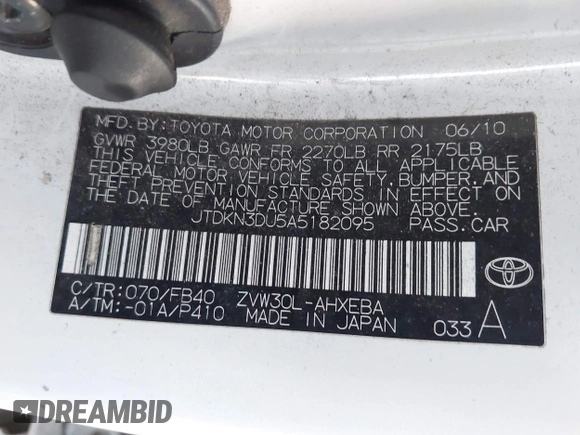 MFD. BY: TOYOTA MOTOR CORPORATION 06/10
GVWR 3980LB GAWR FR 2270LB RR 2175LB
THIS VEHICLE CONFORMS TO ALL APPLICABLE
FEDERAL MOTOR VEHICLE SAFETY, BUMPER, AND
THEFT PREVENTION STANDARDS IN EFFECT ON
THE DATE OF MANUFACTURE SHOWN ABOVE.
JTDKN3DU5A5182095 PASS. CAR
C/TR: 070/FB40 ZVW30L-AHXEBA
A/TM: -01A/P410 MADE IN JAPAN 033 A
DREAMBID